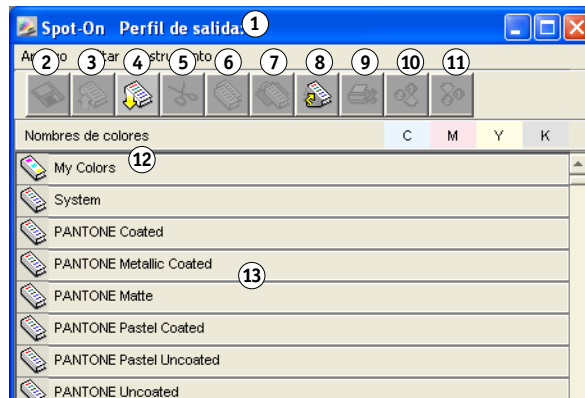 Spot-On Perfil de salida: 1
2 3 4 5 6 7 8 9 10 11
Nombres de colores C M Y K
My Colors 12
System
PANTONE Coated
PANTONE Metallic Coated 13
PANTONE Matte
PANTONE Pastel Coated
PANTONE Pastel Uncoated
PANTONE Uncoated